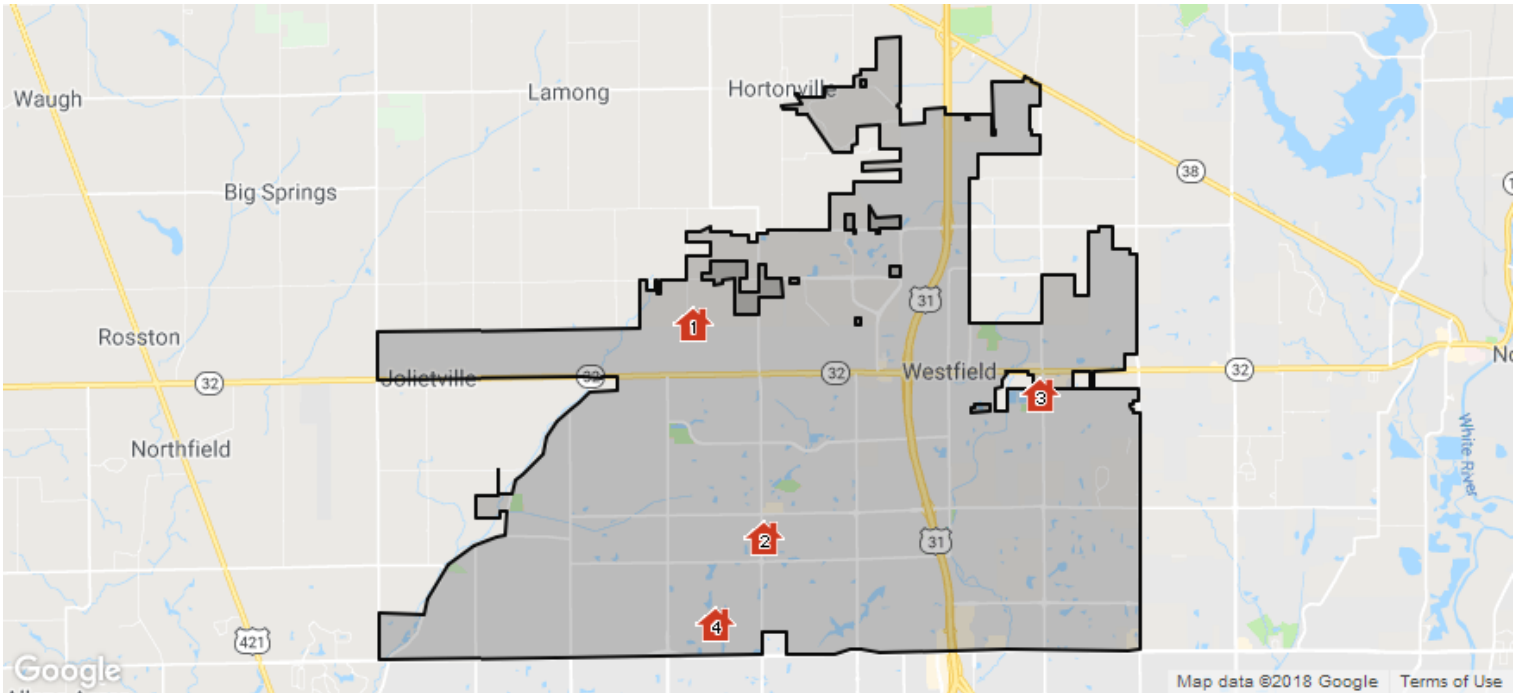 Hortonville
Lamong
Waugh
38
Big Springs
31
1
Rosston
No
Westfield
Jolietville
32
32
32
32
3
Northfield
White River
2
31
4
421
Google
Map data ©2018 Google
Terms of Use